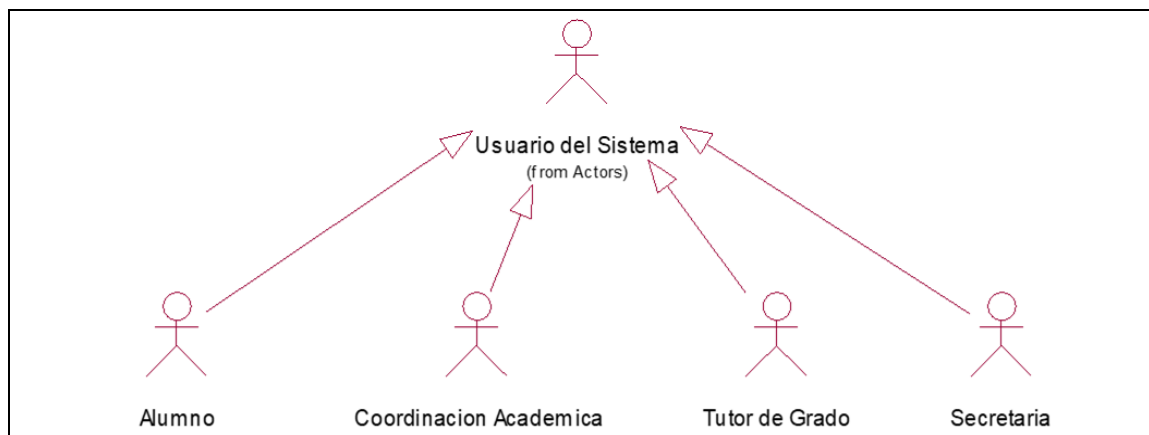 Usuario del Sistema
(from Actors)
Alumno
Coordinacion Academica
Tutor de Grado
Secretaria